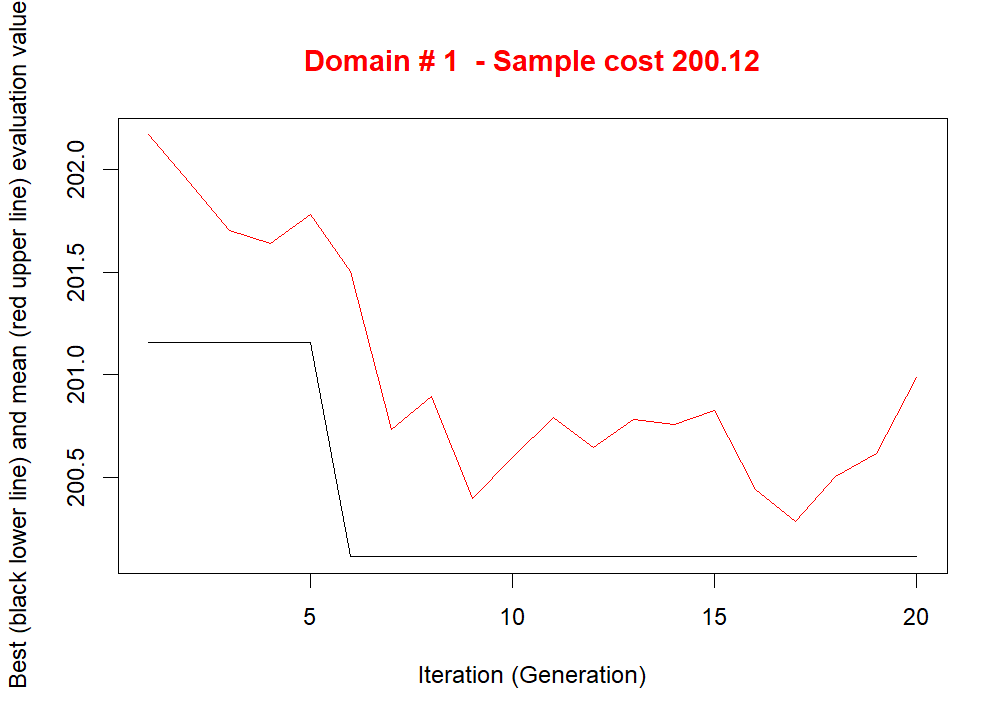 Domain # 1  - Sample cost 200.12
Best (black lower line) and mean (red upper line) evaluation value
202.0
201.5
201.0
200.5
5 10 15 20
Iteration (Generation)